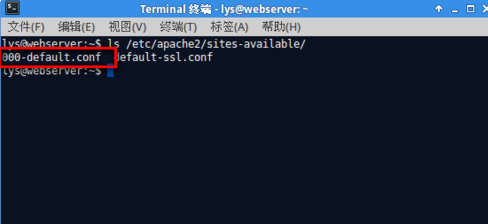 Terminal 终端 - lys@webserver: ~
文件(F) 编辑(E) 视图(V) 终端(T) 标签(A) 帮助(H)
lys@webserver:~$ ls /etc/apache2/sites-available/
000-default.conf default-ssl.conf
lys@webserver:~$